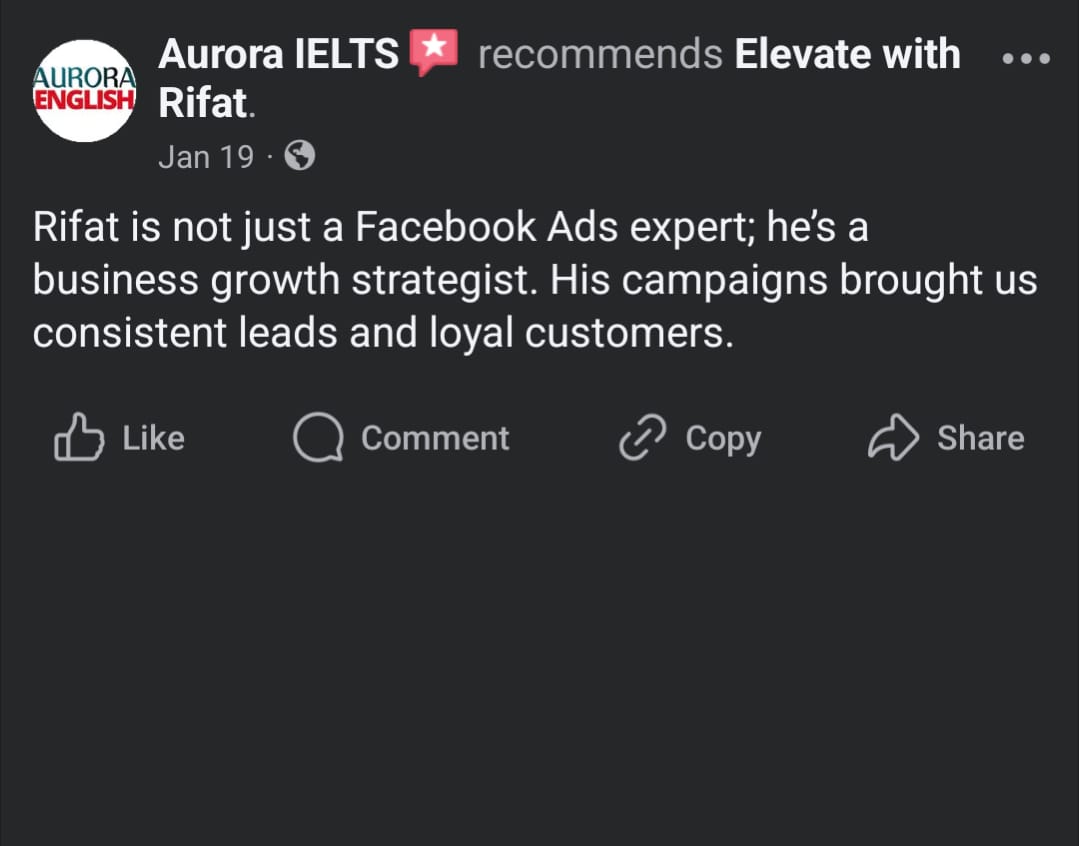 AURORA
ENGLISH
Aurora IELTS recommends Elevate with
Rifat.
Jan 19 ·
Rifat is not just a Facebook Ads expert; he’s a
business growth strategist. His campaigns brought us
consistent leads and loyal customers.
Like Comment Copy Share